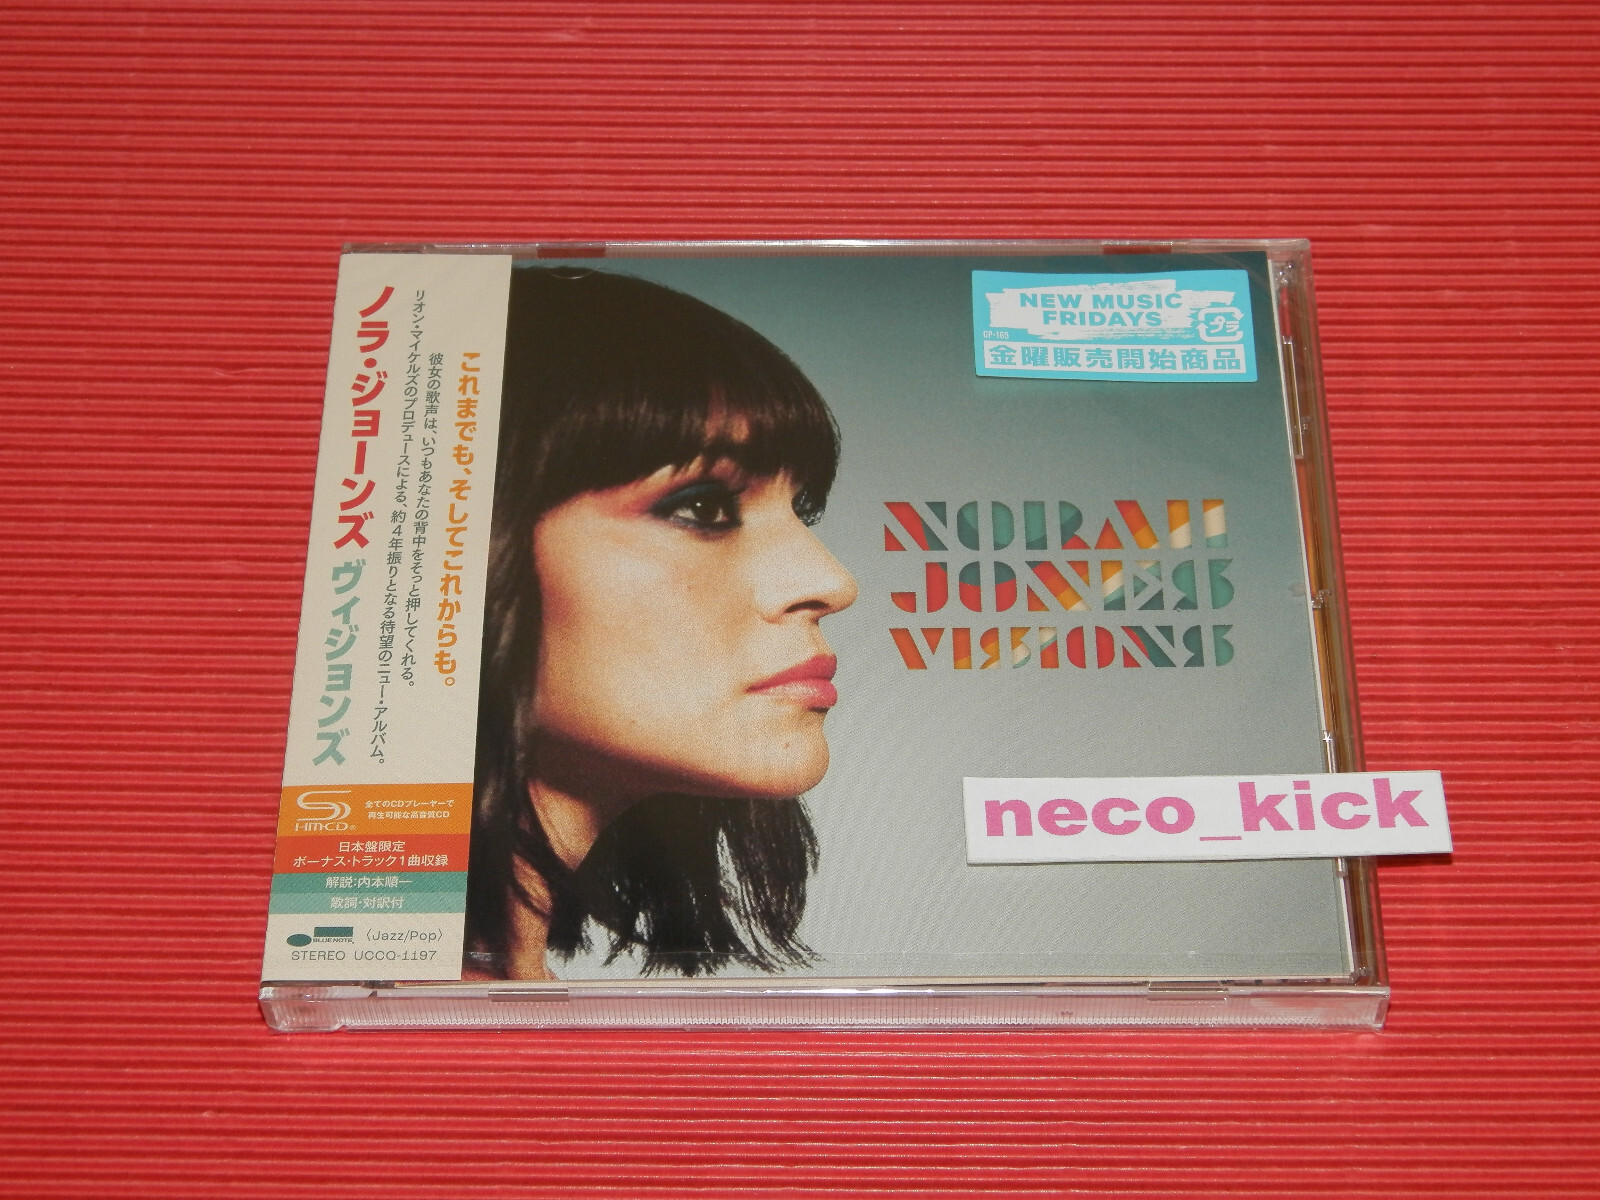 これまでも、そしてこれからも。
彼女の歌声は、いつもあなたの背中をそっと押してくれる。
リオン・マイケルズのプロデュースによる、約4年振りとなる待望のニュー・アルバム。
ノラ・ジョーンズ ヴィジョンズ
SHM-CD®
全てのCDプレーヤーで
再生可能な高音質CD
日本盤限定
ボーナス・トラック1曲収録
解説:内本順一
歌詞・対訳付
BLUE NOTE
〈Jazz/Pop〉
STEREO UCCQ-1197
NEW MUSIC
FRIDAYS
CP-165
プラ
金曜販売開始商品
NORAH
JONES
VISIONS
neco_kick